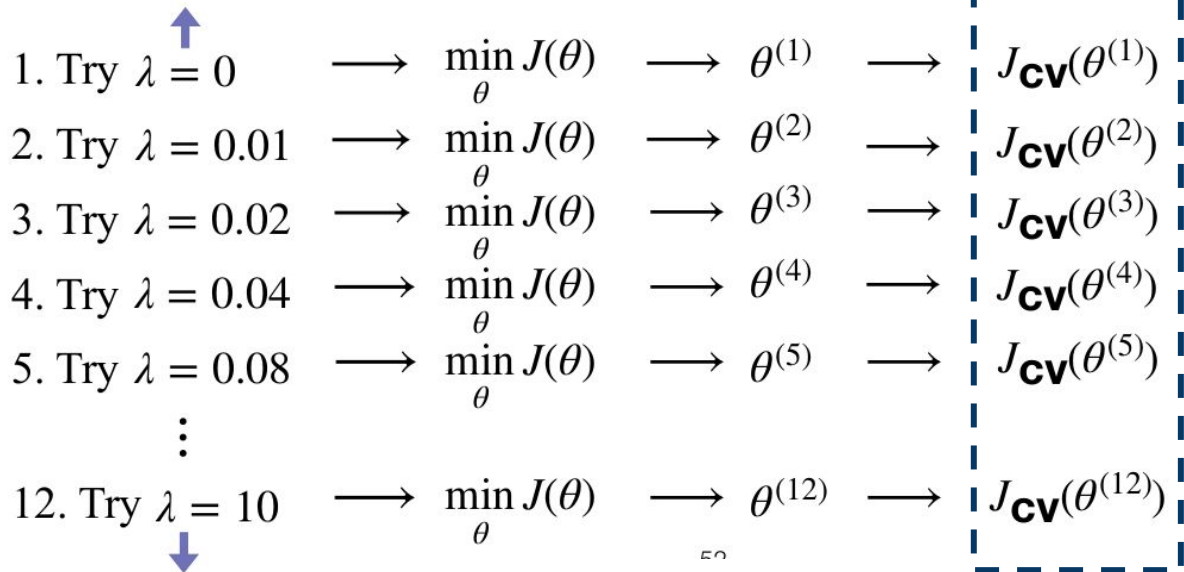 1. Try λ = 0 ⟶ min_θ J(θ) ⟶ θ^(1) ⟶ J_CV(θ^(1))
2. Try λ = 0.01 ⟶ min_θ J(θ) ⟶ θ^(2) ⟶ J_CV(θ^(2))
3. Try λ = 0.02 ⟶ min_θ J(θ) ⟶ θ^(3) ⟶ J_CV(θ^(3))
4. Try λ = 0.04 ⟶ min_θ J(θ) ⟶ θ^(4) ⟶ J_CV(θ^(4))
5. Try λ = 0.08 ⟶ min_θ J(θ) ⟶ θ^(5) ⟶ J_CV(θ^(5))
⋮
12. Try λ = 10 ⟶ min_θ J(θ) ⟶ θ^(12) ⟶ J_CV(θ^(12))